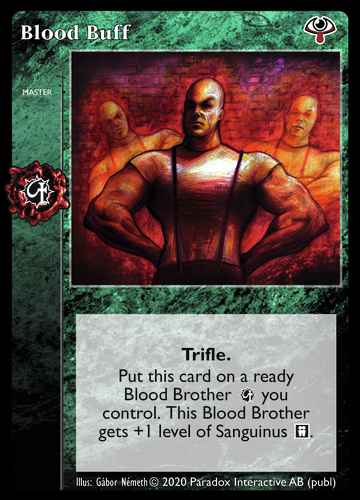 Blood Buff
MASTER
Trifle.
Put this card on a ready
Blood Brother you
control. This Blood Brother
gets +1 level of Sanguinus .
Illus: Gábor Németh © 2020 Paradox Interactive AB (publ)